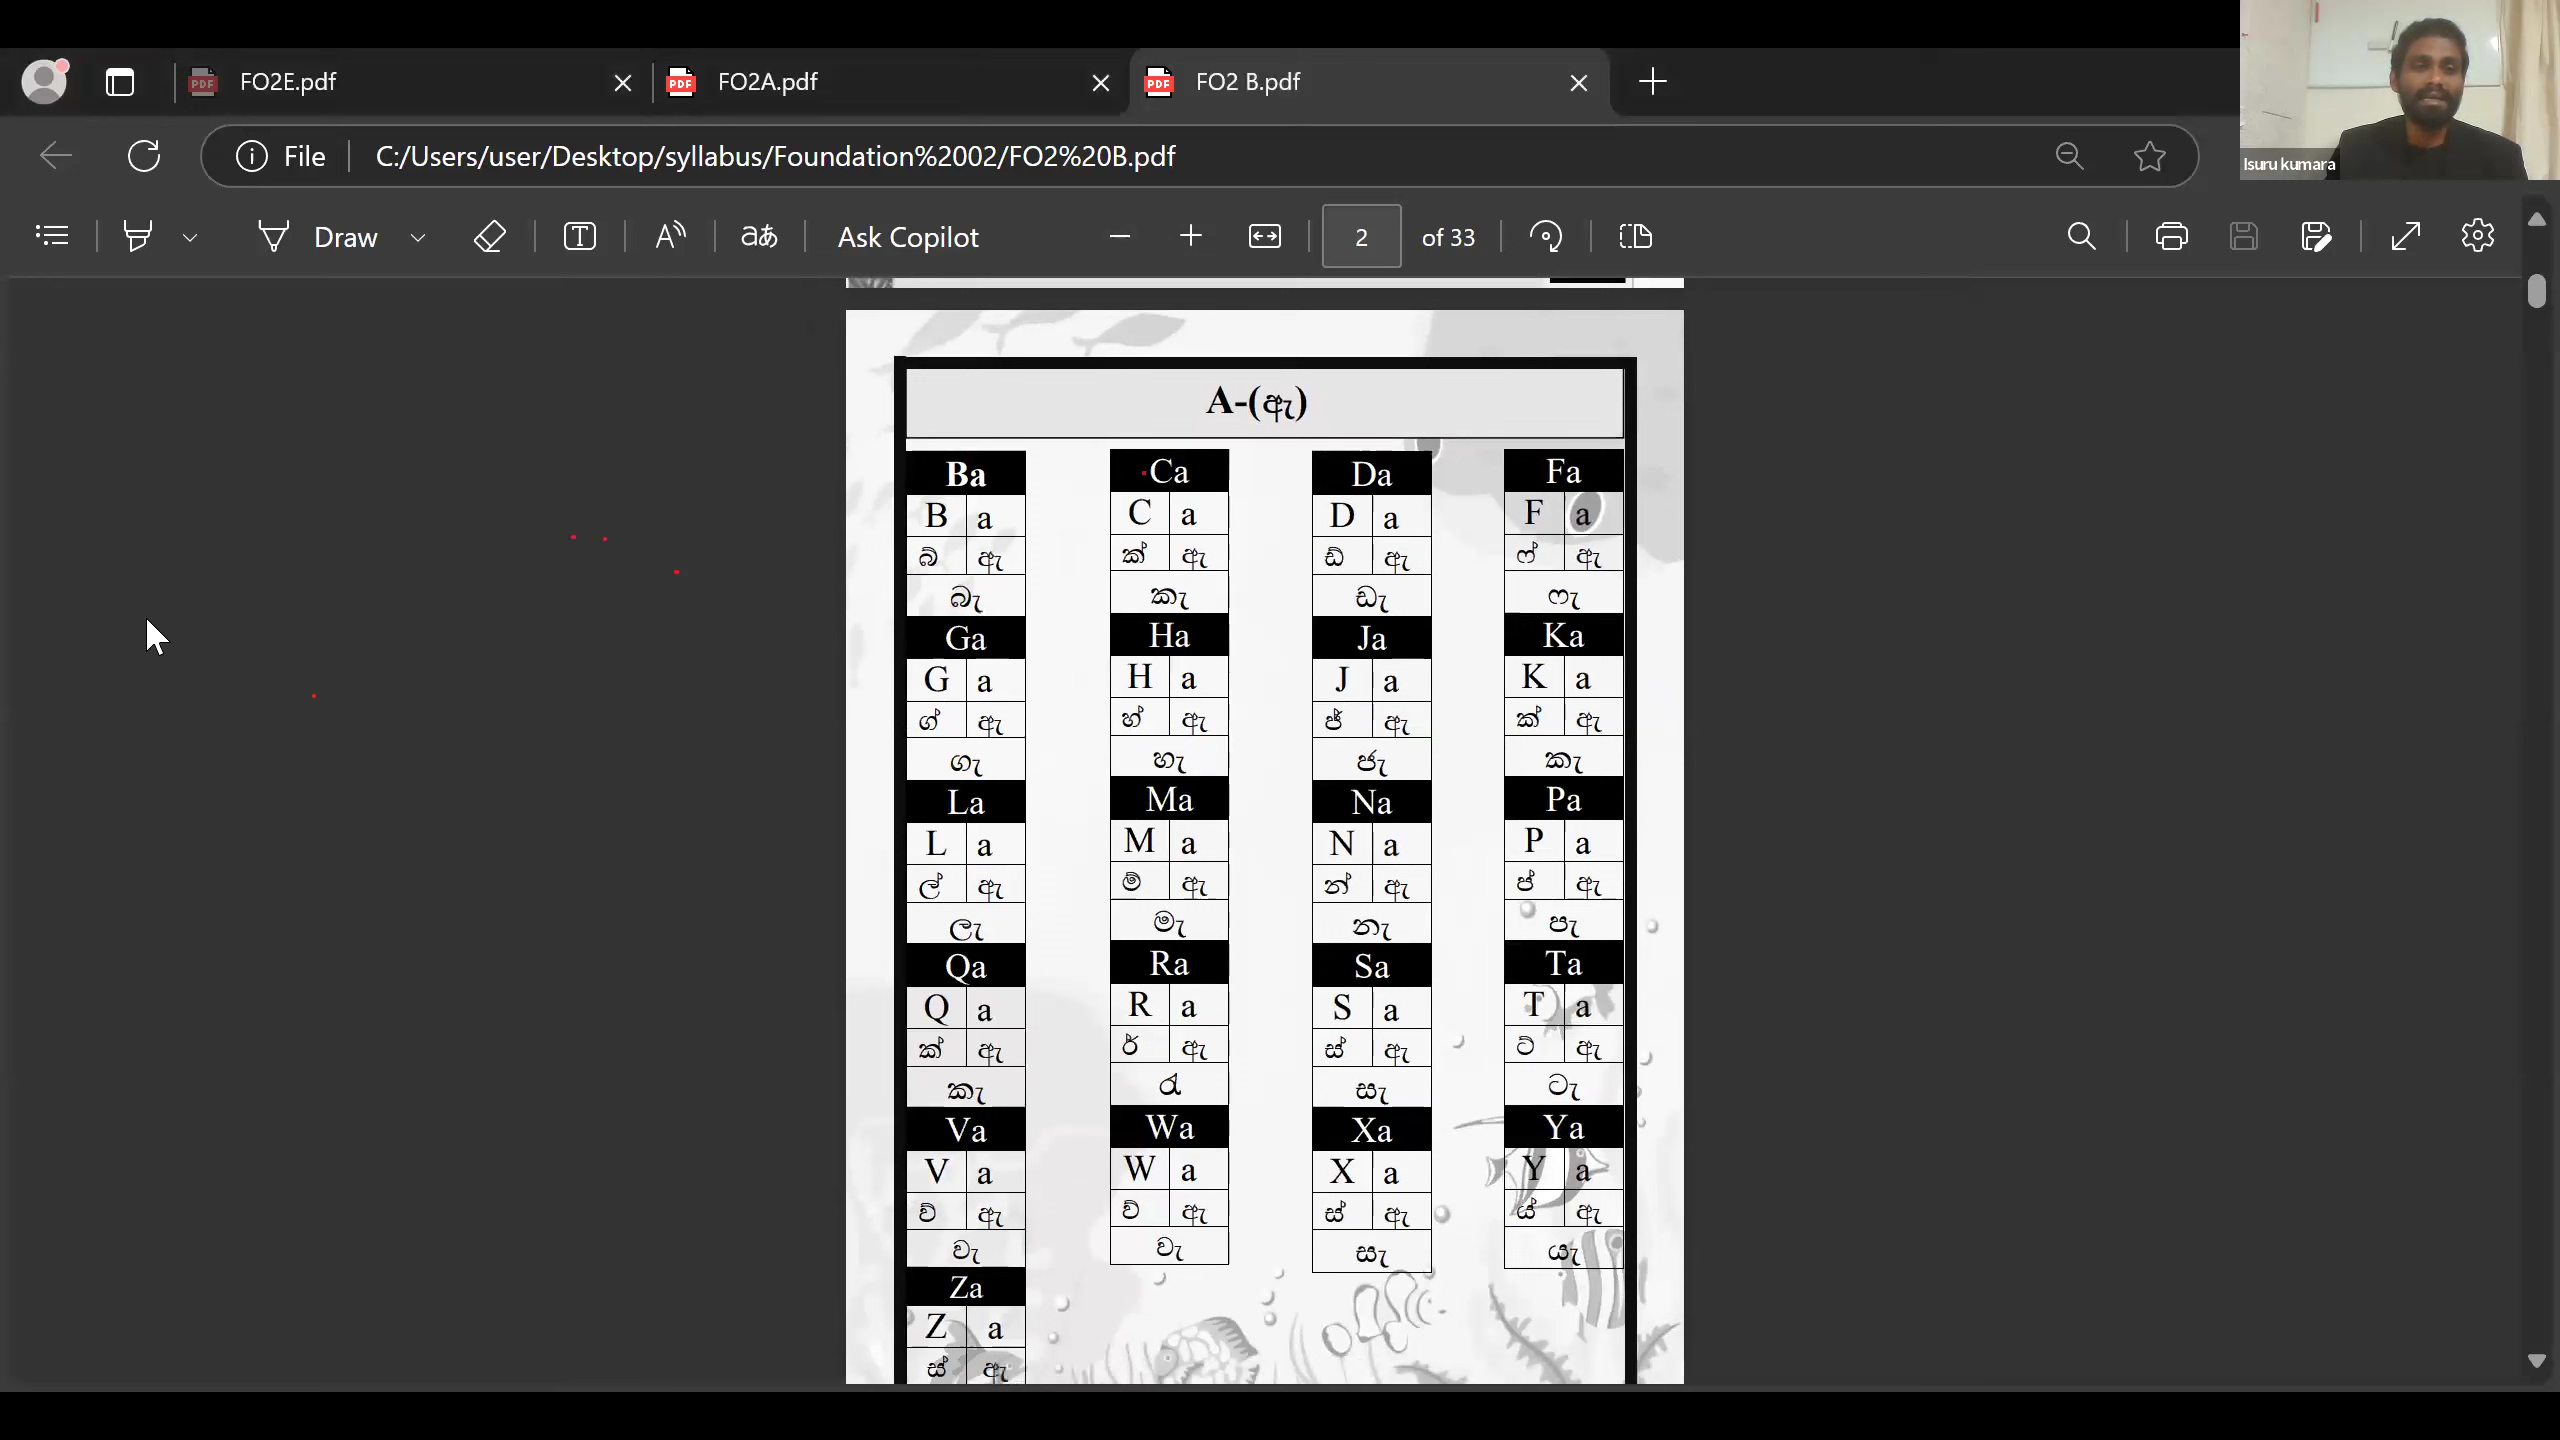 FO2E.pdf
FO2A.pdf
FO2 B.pdf
File
C:/Users/user/Desktop/syllabus/Foundation%2002/FO2%20B.pdf
Isuru kumara
Draw
Ask Copilot
2 of 33
A-(ඇ)
Ba Ca Da Fa
B a C a D a F a
බ් ඇ ක් ඇ ඩ් ඇ ෆ් ඇ
බැ කැ ඩැ ෆැ
Ga Ha Ja Ka
G a H a J a K a
ග් ඇ හ් ඇ ජ් ඇ ක් ඇ
ගැ හැ ජැ කැ
La Ma Na Pa
L a M a N a P a
ල් ඇ ම් ඇ න් ඇ ප් ඇ
ලැ මැ නැ පැ
Qa Ra Sa Ta
Q a R a S a T a
ක් ඇ ර් ඇ ස් ඇ ට් ඇ
කැ රැ සැ ටැ
Va Wa Xa Ya
V a W a X a Y a
ව් ඇ ව් ඇ ස් ඇ ය් ඇ
වැ වැ සැ යැ
Za
Z a
ස් ඇ